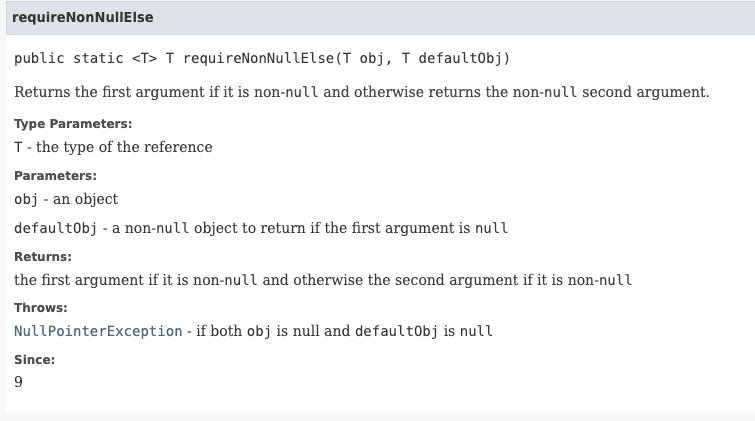 requireNonNullElse
public static <T> T requireNonNullElse(T obj, T defaultObj)
Returns the first argument if it is non-null and otherwise returns the non-null second argument.
Type Parameters:
T - the type of the reference
Parameters:
obj - an object
defaultObj - a non-null object to return if the first argument is null
Returns:
the first argument if it is non-null and otherwise the second argument if it is non-null
Throws:
NullPointerException - if both obj is null and defaultObj is null
Since:
9